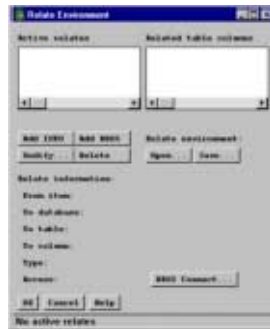 Relate Environment
Active relates
Related table columns
Add INFO
Add RDBMS
Modify ...
Delete
Relate environment:
Open...
Save...
Relate information:
From item:
To database:
To table:
To column:
Type:
Access:
DBMS Connect...
OK
Cancel
Help
No active relates